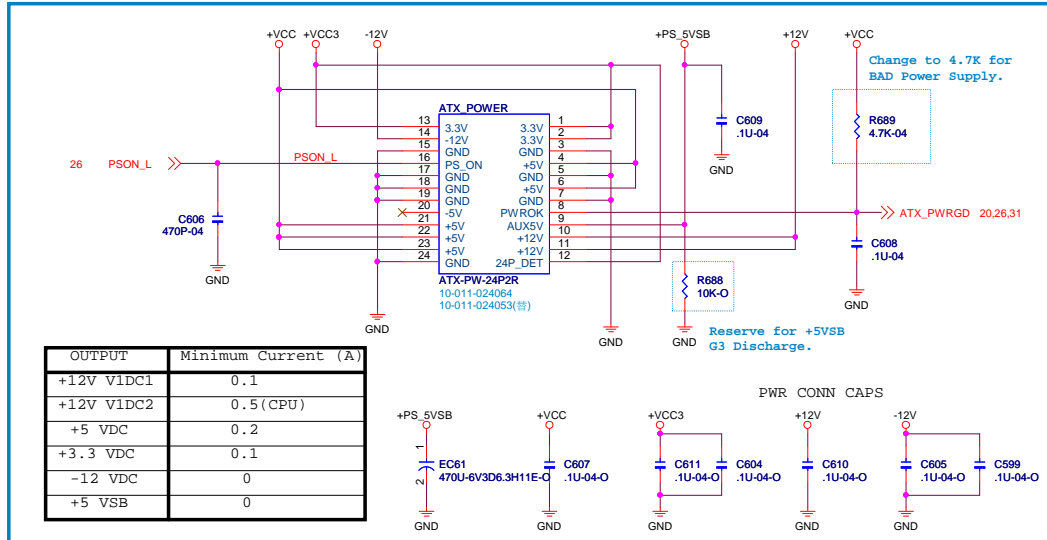 +VCC +VCC3 -12V +PS_5VSB +12V +VCC
Change to 4.7K for
BAD Power Supply.
ATX_POWER
13 3.3V 3.3V 1
14 -12V 3.3V 2
15 GND GND 3
16 PS_ON +5V 4
17 GND GND 5
18 GND +5V 6
19 GND GND 7
20 -5V PWROK 8
21 +5V AUX5V 9
22 +5V +12V 10
23 +5V +12V 11
24 GND 24P_DET 12
ATX-PW-24P2R
10-011-024064
10-011-024053(替)
26 PSON_L PSON_L
C606
470P-04
GND
GND
GND
C609
.1U-04
GND
R688
10K-O
GND
Reserve for +5VSB
G3 Discharge.
R689
4.7K-04
ATX_PWRGD 20,26,31
C608
.1U-04
GND
OUTPUT Minimum Current (A)
+12V V1DC1 0.1
+12V V1DC2 0.5(CPU)
+5 VDC 0.2
+3.3 VDC 0.1
-12 VDC 0
+5 VSB 0
PWR CONN CAPS
+PS_5VSB
1
EC61
470U-6V3D6.3H11E-O
2
GND
+VCC
C607
.1U-04-O
GND
+VCC3
C611
.1U-04-O
C604
.1U-04-O
GND
+12V
C610
.1U-04-O
GND
-12V
C605
.1U-04-O
C599
.1U-04-O
GND